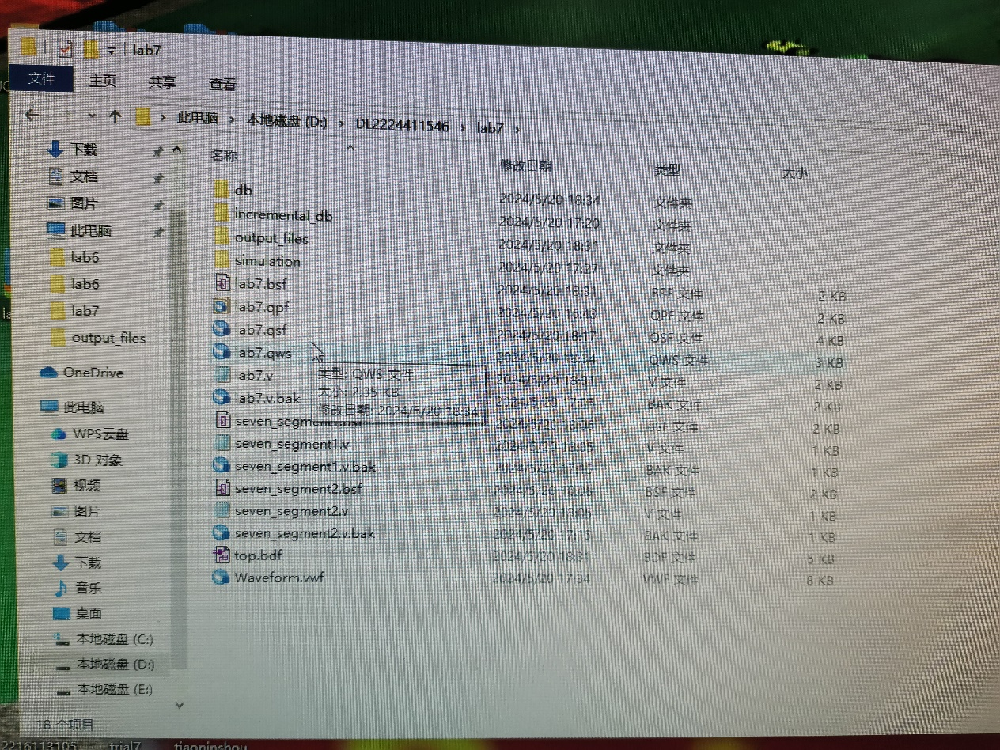 lab7
文件 主页 共享 查看
此电脑 › 本地磁盘 (D:) › DL2224411546 › lab7 ›
名称 修改日期 类型 大小
下载
文档
图片
此电脑
lab6
lab6
lab7
output_files
OneDrive
此电脑
WPS云盘
3D 对象
视频
图片
文档
下载
音乐
桌面
本地磁盘 (C:)
本地磁盘 (D:)
本地磁盘 (E:)
db 2024/5/20 18:34 文件夹
incremental_db 2024/5/20 17:20 文件夹
output_files 2024/5/20 18:31 文件夹
simulation 2024/5/20 17:27 文件夹
lab7.bsf 2024/5/20 18:31 BSF 文件 2 KB
lab7.qpf 2024/5/20 16:43 QPF 文件 2 KB
lab7.qsf 2024/5/20 18:17 QSF 文件 4 KB
lab7.qws 2024/5/20 18:34 QWS 文件 3 KB
lab7.v 2024/5/20 18:31 V 文件 2 KB
lab7.v.bak 2024/5/20 17:05 BAK 文件 2 KB
类型: QWS 文件
大小: 2.35 KB
修改日期: 2024/5/20 18:34
2024/5/20 18:06 BSF 文件 2 KB
seven_segment1.v 2024/5/20 18:05 V 文件 1 KB
seven_segment1.v.bak 2024/5/20 17:15 BAK 文件 1 KB
seven_segment2.bsf 2024/5/20 18:06 BSF 文件 2 KB
seven_segment2.v 2024/5/20 18:05 V 文件 1 KB
seven_segment2.v.bak 2024/5/20 17:15 BAK 文件 1 KB
top.bdf 2024/5/20 18:31 BDF 文件 5 KB
Waveform.vwf 2024/5/20 17:34 VWF 文件 8 KB
18 个项目
2216113105 trial7 tiaopinshou